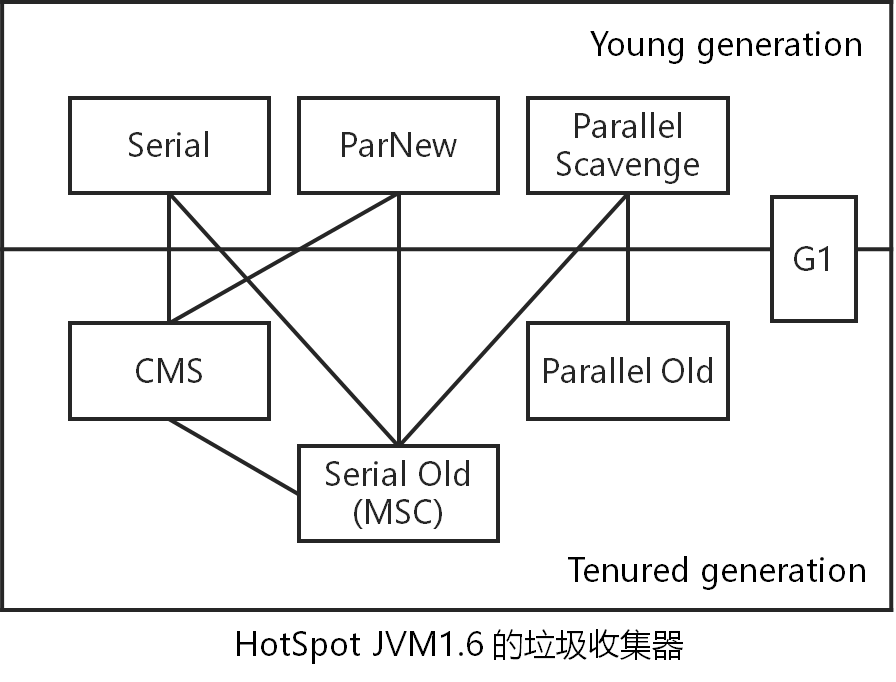 Young generation
Serial
ParNew
Parallel
Scavenge
G1
CMS
Parallel Old
Serial Old
(MSC)
Tenured generation
HotSpot JVM1.6 的垃圾收集器